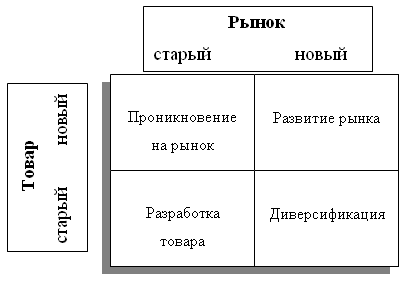 Рынок
старый новый
Товар
старый новый
Проникновение
на рынок
Развитие рынка
Разработка
товара
Диверсификация